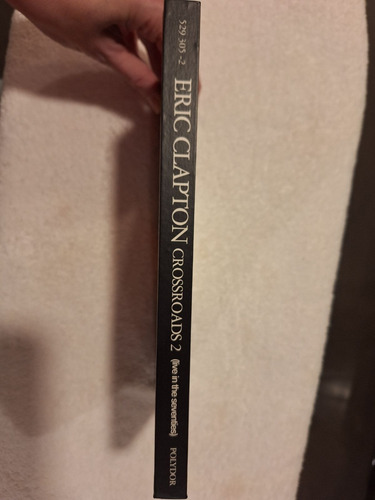 529 305-2 ERIC CLAPTON CROSSROADS 2 (live in the seventies) POLYDOR